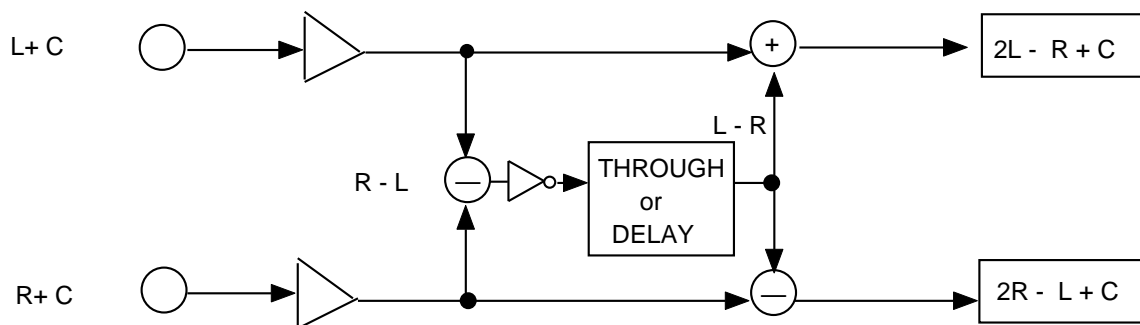 L+ C
+
2L - R + C
L - R
R - L
—
THROUGH
or
DELAY
R+ C
—
2R - L + C